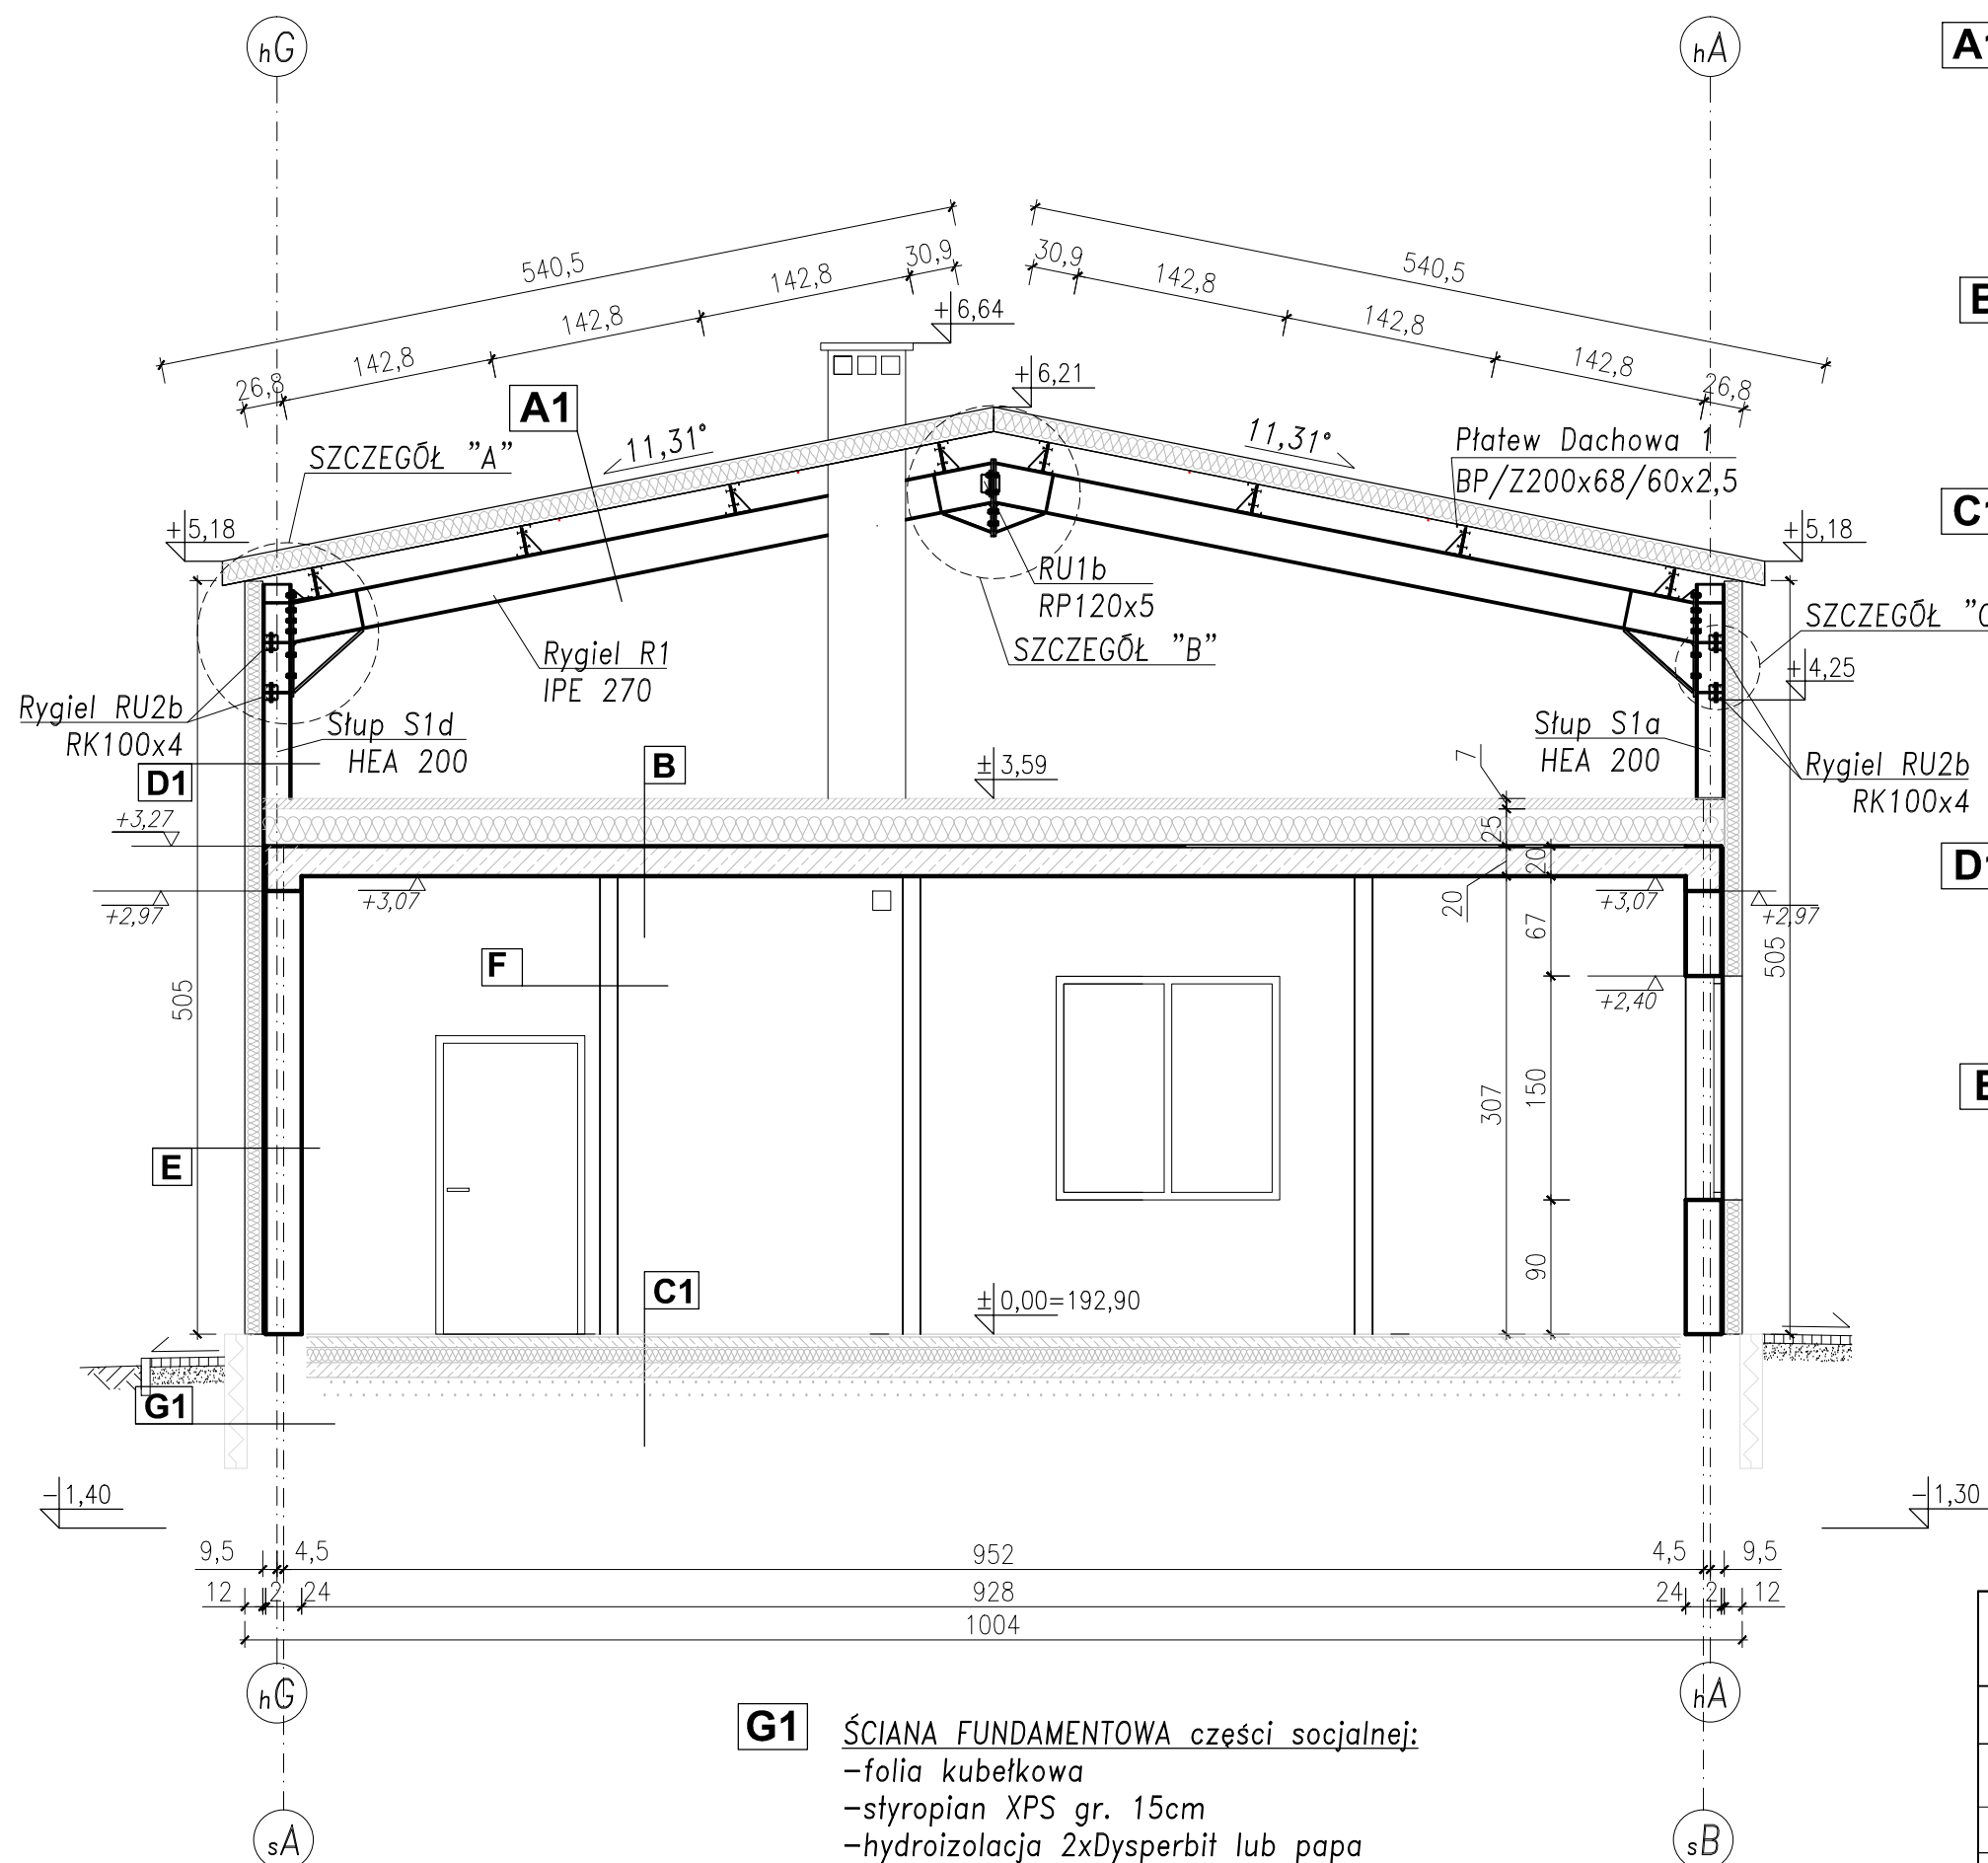 hG
hA
A1
540,5
540,5
30,9
30,9
142,8
142,8
142,8
142,8
142,8
142,8
26,8
26,8
+6,64
+6,21
A1
11,31°
11,31°
SZCZEGÓŁ "A"
Płatew Dachowa 1
BP/Z200x68/60x2,5
+5,18
+5,18
RU1b
RP120x5
SZCZEGÓŁ "B"
SZCZEGÓŁ "C
Rygiel R1
IPE 270
+4,25
Rygiel RU2b
RK100x4
Słup S1d
HEA 200
Słup S1a
HEA 200
Rygiel RU2b
RK100x4
D1
B
±3,59
7
+3,27
25
20
20
+2,97
+3,07
+3,07
+2,97
67
F
505
505
+2,40
307
150
E
90
C1
±0,00=192,90
G1
-1,40
-1,30
9,5
4,5
952
4,5
9,5
12
2
24
928
24
2
12
1004
hG
hA
G1
ŚCIANA FUNDAMENTOWA części socjalnej:
-folia kubełkowa
-styropian XPS gr. 15cm
-hydroizolacja 2xDysperbit lub papa
sA
sB
C1
D1